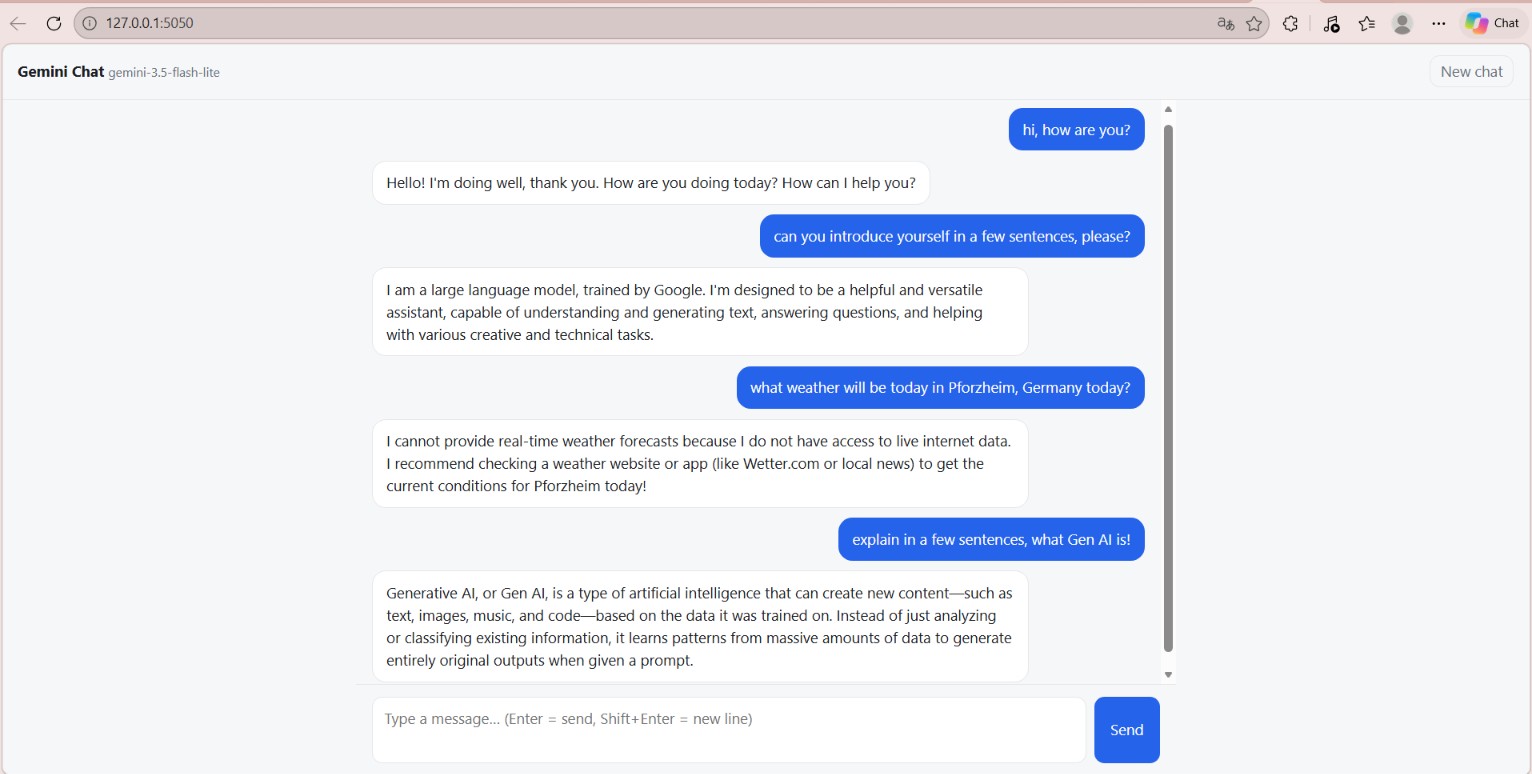 127.0.0.1:5050
Chat
Gemini Chat gemini-3.5-flash-lite
New chat
hi, how are you?
Hello! I'm doing well, thank you. How are you doing today? How can I help you?
can you introduce yourself in a few sentences, please?
I am a large language model, trained by Google. I'm designed to be a helpful and versatile
assistant, capable of understanding and generating text, answering questions, and helping
with various creative and technical tasks.
what weather will be today in Pforzheim, Germany today?
I cannot provide real-time weather forecasts because I do not have access to live internet data.
I recommend checking a weather website or app (like Wetter.com or local news) to get the
current conditions for Pforzheim today!
explain in a few sentences, what Gen AI is!
Generative AI, or Gen AI, is a type of artificial intelligence that can create new content—such as
text, images, music, and code—based on the data it was trained on. Instead of just analyzing
or classifying existing information, it learns patterns from massive amounts of data to generate
entirely original outputs when given a prompt.
Type a message... (Enter = send, Shift+Enter = new line)
Send